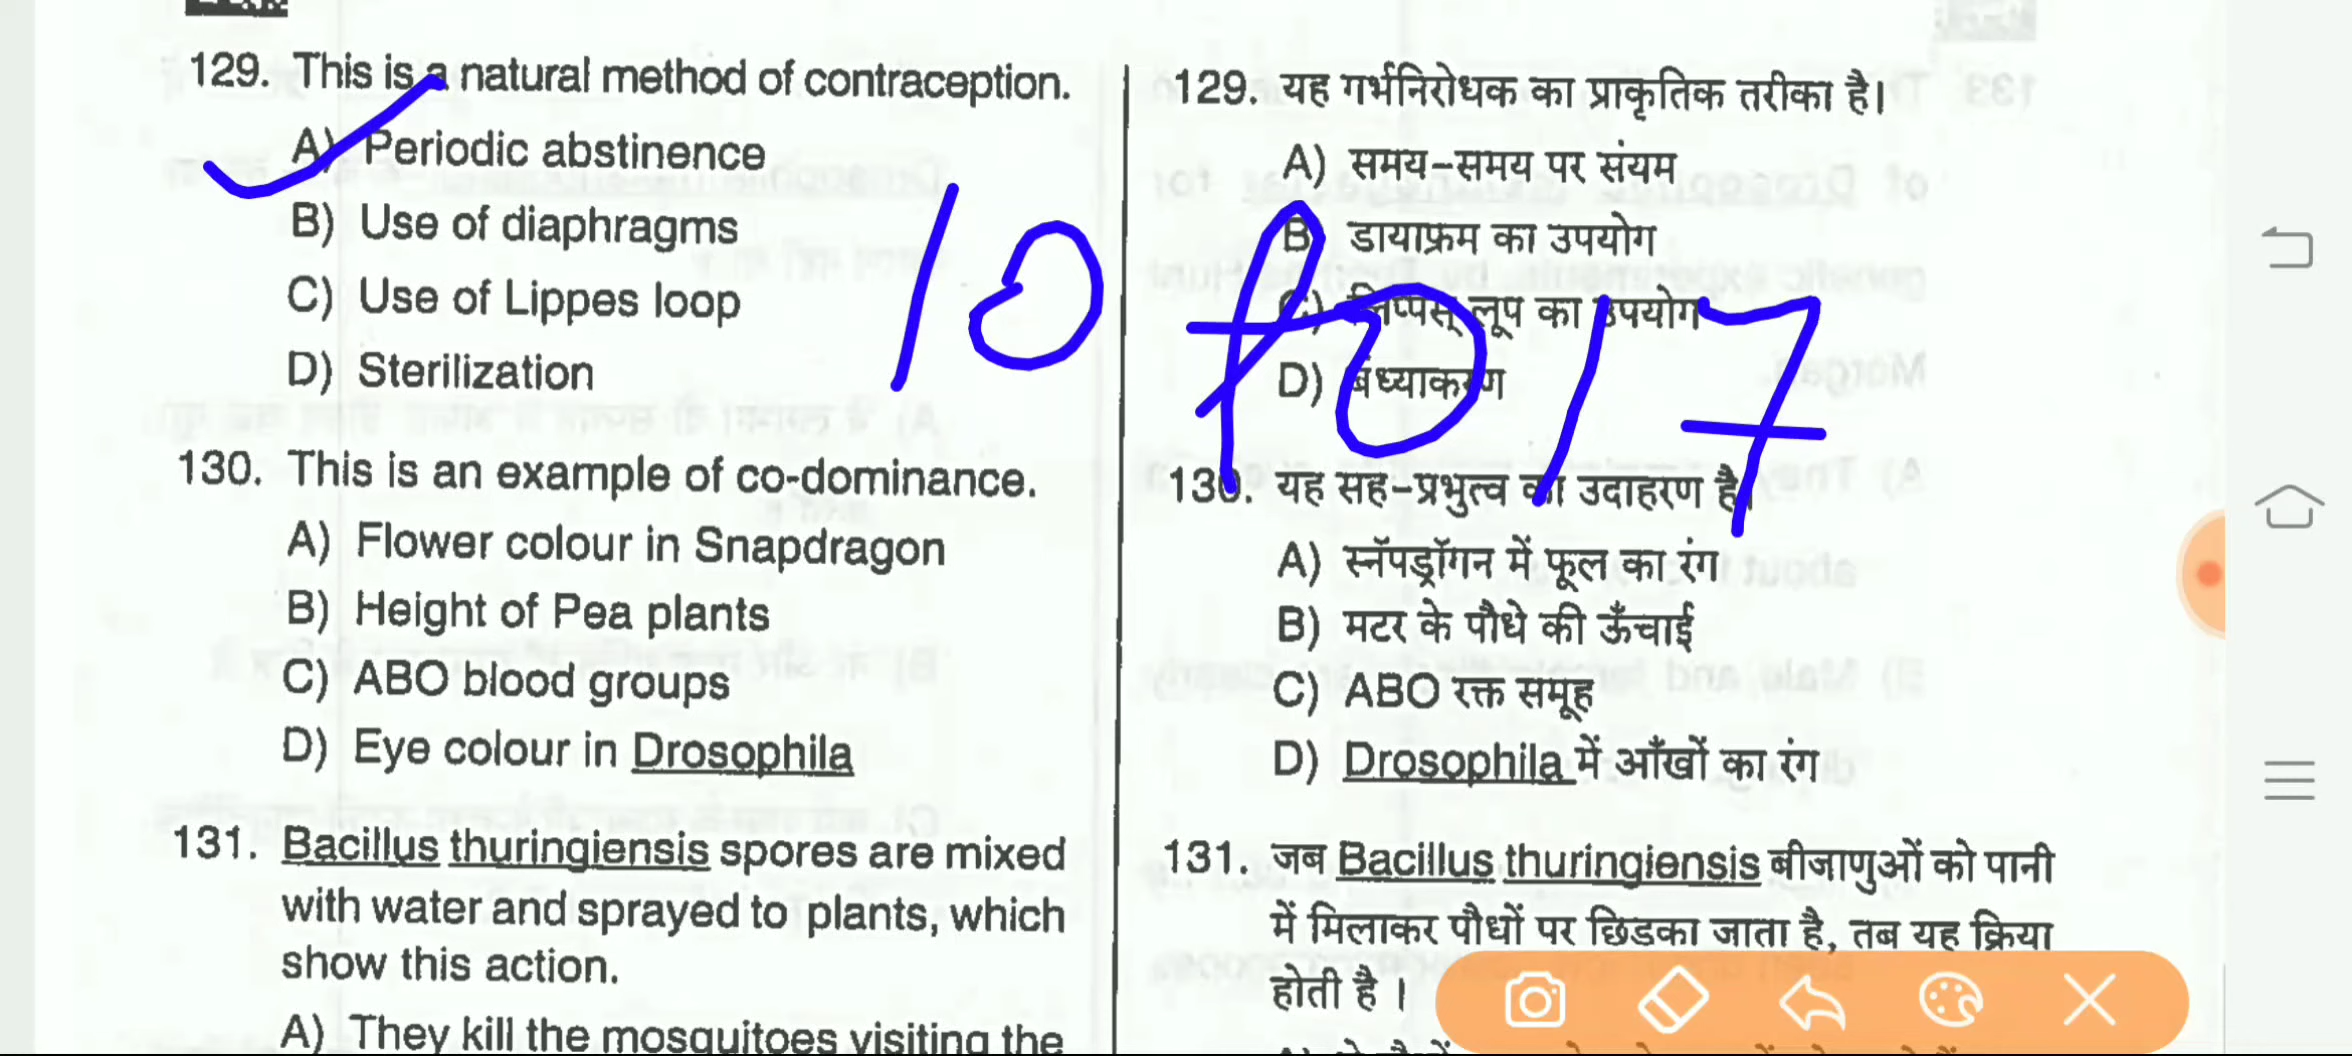 129. This is a natural method of contraception.
A) Periodic abstinence
B) Use of diaphragms
C) Use of Lippes loop
D) Sterilization
130. This is an example of co-dominance.
A) Flower colour in Snapdragon
B) Height of Pea plants
C) ABO blood groups
D) Eye colour in Drosophila
131. Bacillus thuringiensis spores are mixed
with water and sprayed to plants, which
show this action.
A) They kill the mosquitoes visiting the
10 to 17
129. यह गर्भनिरोधक का प्राकृतिक तरीका है।
A) समय-समय पर संयम
B) डायाफ्रम का उपयोग
C) लिप्पस् लूप का उपयोग
D) बंध्याकरण
130. यह सह-प्रभुत्व का उदाहरण है।
A) स्नॅपड्रॉगन में फूल का रंग
B) मटर के पौधे की ऊँचाई
C) ABO रक्त समूह
D) Drosophila में आँखों का रंग
131. जब Bacillus thuringiensis बीजाणुओं को पानी
में मिलाकर पौधों पर छिडका जाता है, तब यह क्रिया
होती है ।